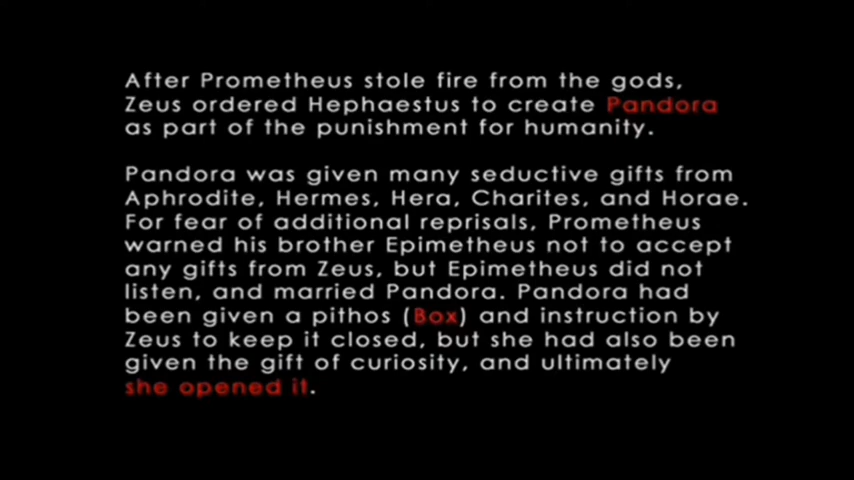 After Prometheus stole fire from the gods,
Zeus ordered Hephaestus to create Pandora
as part of the punishment for humanity.
Pandora was given many seductive gifts from
Aphrodite, Hermes, Hera, Charites, and Horae.
For fear of additional reprisals, Prometheus
warned his brother Epimetheus not to accept
any gifts from Zeus, but Epimetheus did not
listen, and married Pandora. Pandora had
been given a pithos (Box) and instruction by
Zeus to keep it closed, but she had also been
given the gift of curiosity, and ultimately
she opened it.